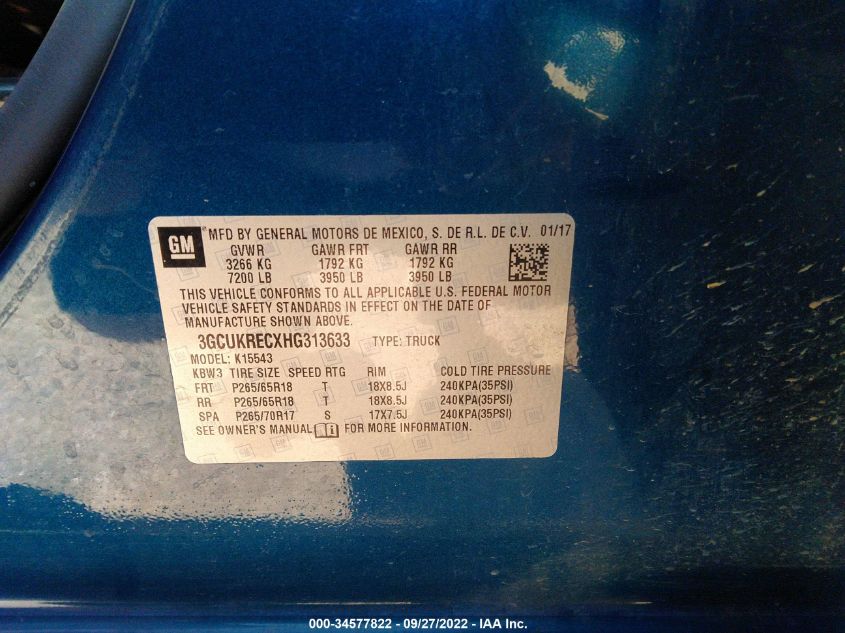 GM MFD BY GENERAL MOTORS DE MEXICO, S. DE R.L. DE C.V. 01/17
GVWR GAWR FRT GAWR RR
3266 KG 1792 KG 1792 KG
7200 LB 3950 LB 3950 LB
THIS VEHICLE CONFORMS TO ALL APPLICABLE U.S. FEDERAL MOTOR
VEHICLE SAFETY STANDARDS IN EFFECT ON THE DATE OF
MANUFACTURE SHOWN ABOVE.
3GCUKRECXHG313633 TYPE: TRUCK
MODEL: K15543
KBW3 TIRE SIZE SPEED RTG RIM COLD TIRE PRESSURE
FRT P265/65R18 T 18X8.5J 240KPA(35PSI)
RR P265/65R18 T 18X8.5J 240KPA(35PSI)
SPA P265/70R17 S 17X7.5J 240KPA(35PSI)
SEE OWNER'S MANUAL FOR MORE INFORMATION.
000-34577822 - 09/27/2022 - © IAA Inc.